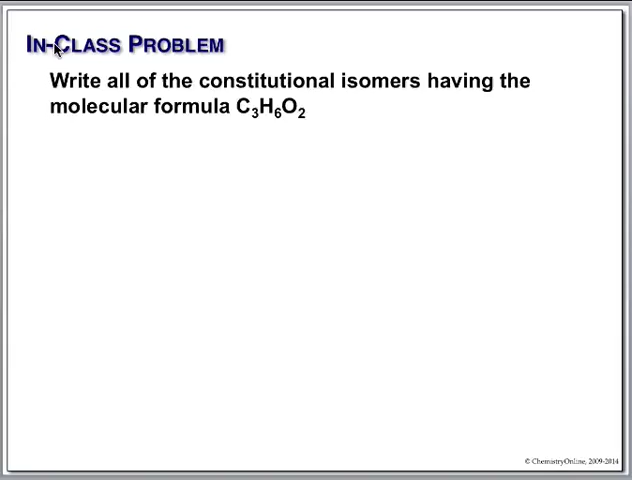 In-Class Problem
Write all of the constitutional isomers having the
molecular formula C₃H₆O₂
© ChemistryOnline, 2009-2014